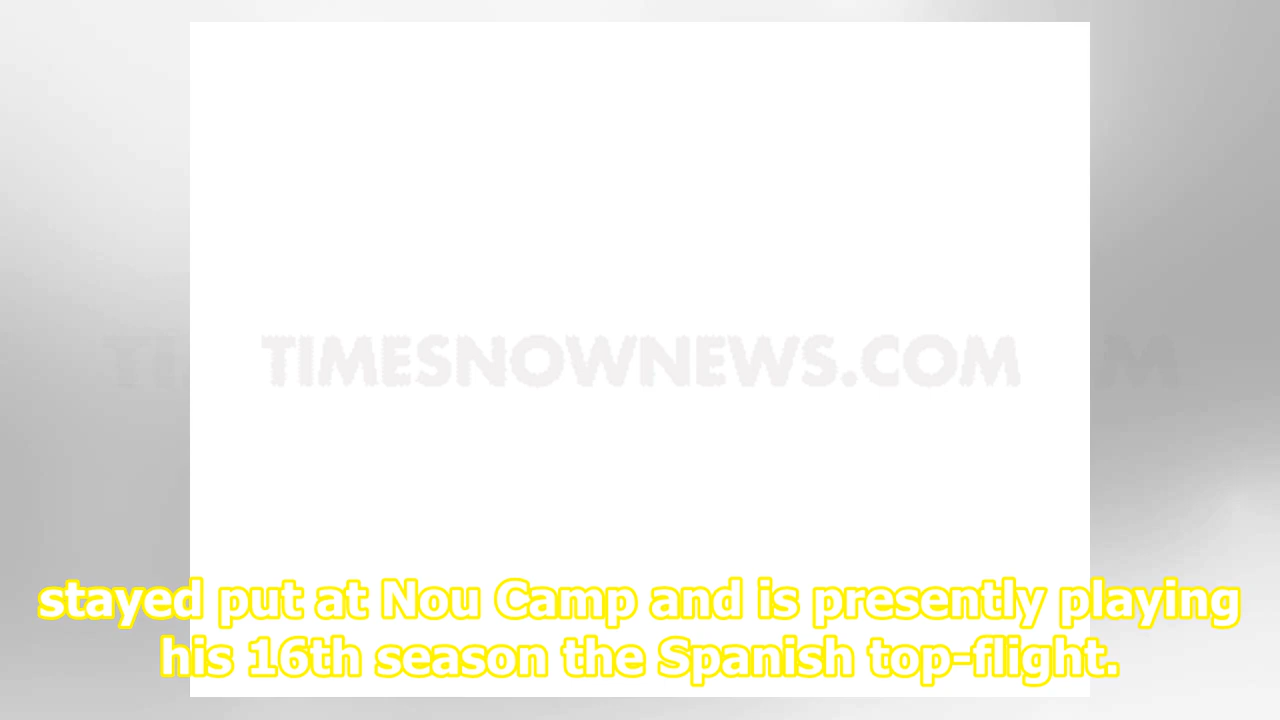 TIMESNOWNEWS.COM
stayed put at Nou Camp and is presently playing
his 16th season the Spanish top-flight.